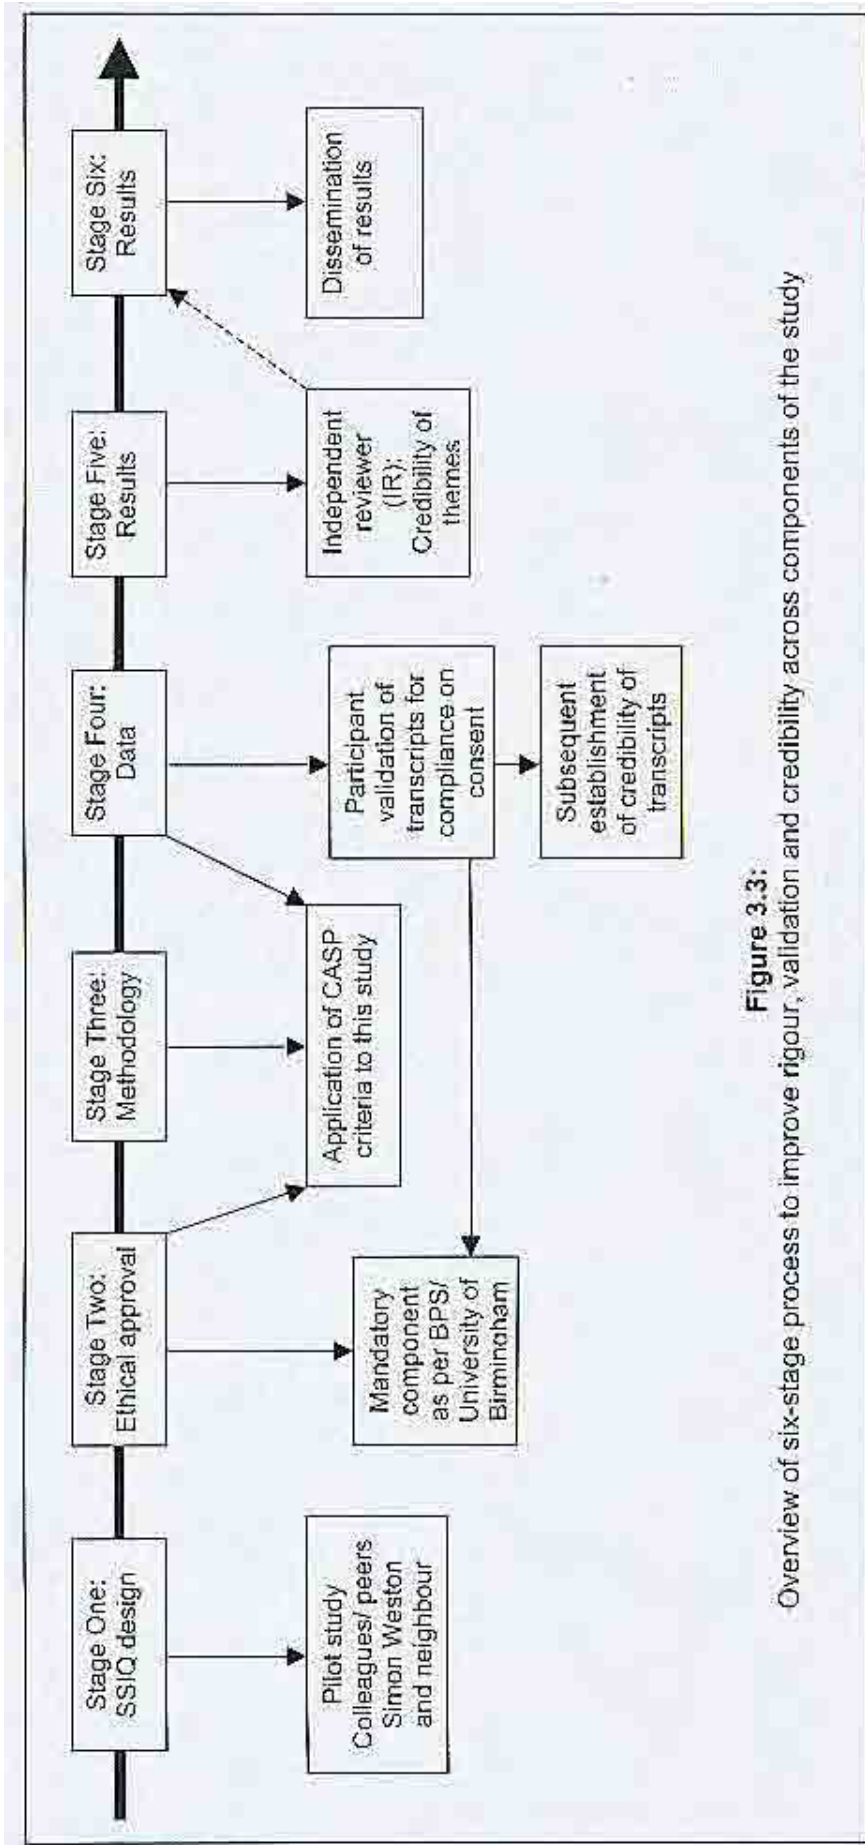 Stage One:
SSIQ design
Stage Two:
Ethical approval
Stage Three:
Methodology
Stage Four:
Data
Stage Five:
Results
Stage Six:
Results
Pilot study
Colleagues/ peers
Simon Weston
and neighbour
Mandatory
component
as per BPS/
University of
Birmingham
Application of CASP
criteria to this study
Participant
validation of
transcripts for
compliance on
consent
Subsequent
establishment
of credibility of
transcripts
Independent
reviewer
(IR):
Credibility of
themes
Dissemination
of results
Figure 3.3:
Overview of six-stage process to improve rigour, validation and credibility across components of the study